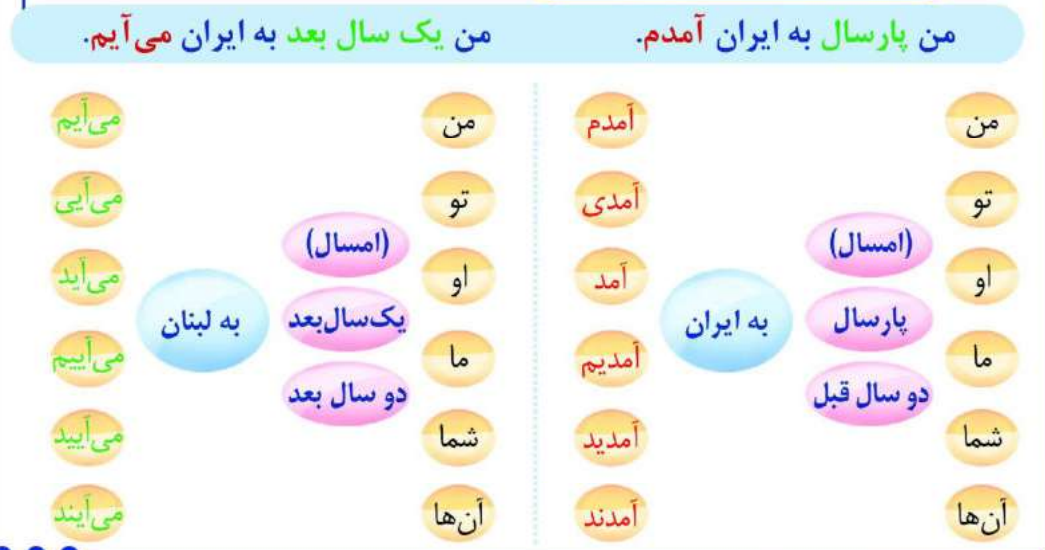 من پارسال به ایران آمدم.
من یک سال بعد به ایران می‌آیم.
من
تو
او
ما
شما
آن‌ها
(امسال)
پارسال
دو سال قبل
به ایران
آمدم
آمدی
آمد
آمدیم
آمدید
آمدند
من
تو
او
ما
شما
آن‌ها
(امسال)
یک‌سال‌بعد
دو سال بعد
به لبنان
می‌آیم
می‌آیی
می‌آید
می‌آییم
می‌آیید
می‌آیند